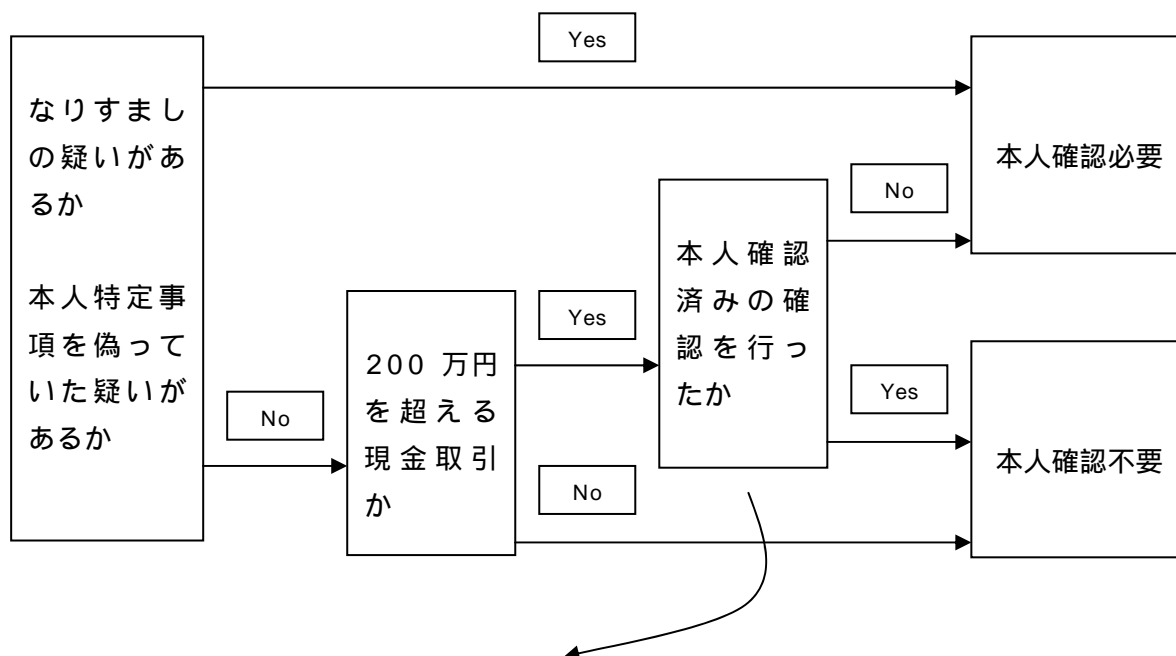 なりすまし
の疑いがあ
るか
本人特定事
項を偽って
いた疑いが
あるか
Yes
No
200 万円
を超える
現金取引
か
Yes
No
本人確認
済みの確
認を行っ
たか
No
Yes
本人確認必要
本人確認不要